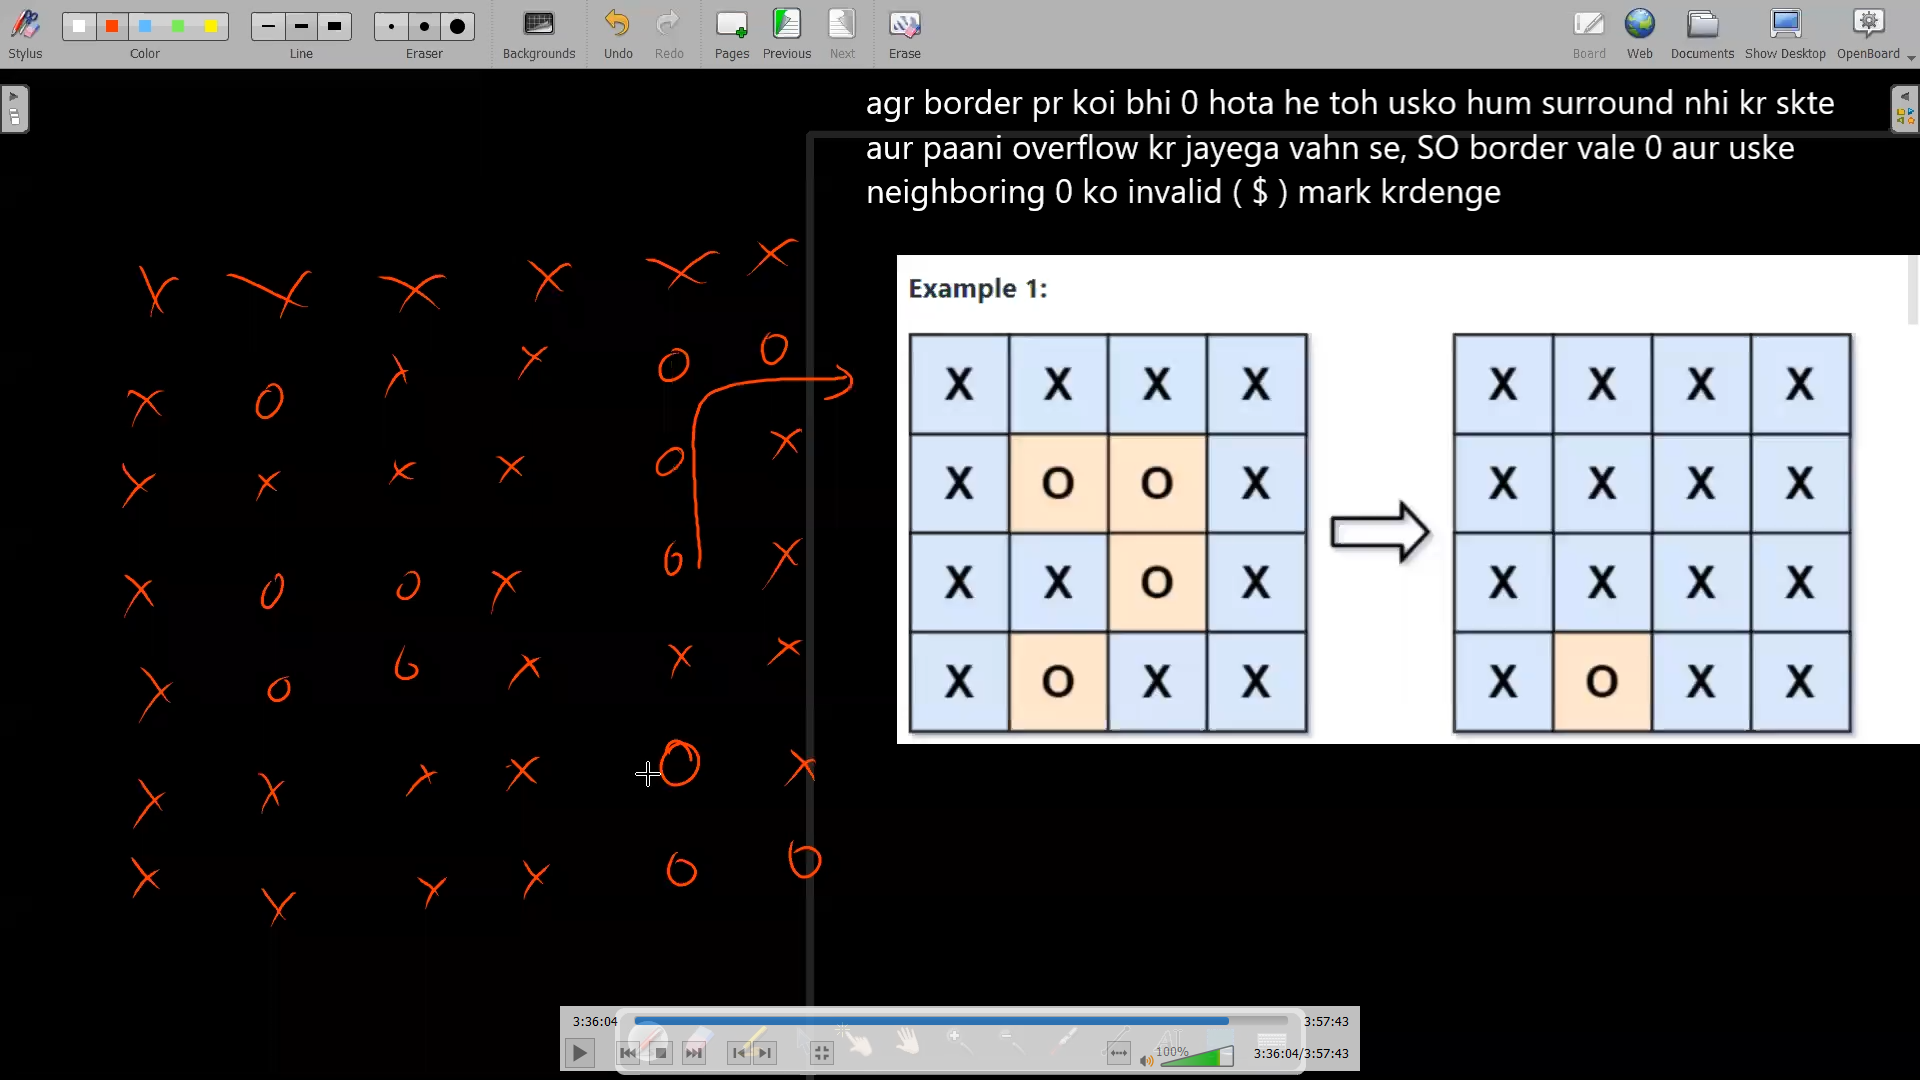 Stylus Color Line Eraser Backgrounds Undo Redo Pages Previous Next Erase Board Web Documents Show Desktop OpenBoard
agr border pr koi bhi 0 hota he toh usko hum surround nhi kr skte
aur paani overflow kr jayega vahn se, SO border vale 0 aur uske
neighboring 0 ko invalid ( $ ) mark krdenge
Example 1:
X X X X
X O O X
X X O X
X O X X
X X X X
X X X X
X X X X
X O X X
X X X X X X
X O X X O O
X X X X O X
X O O X O X
X O O X X X
X X X X O X
X X X X O O
3:36:04 3:57:43
100% 3:36:04/3:57:43